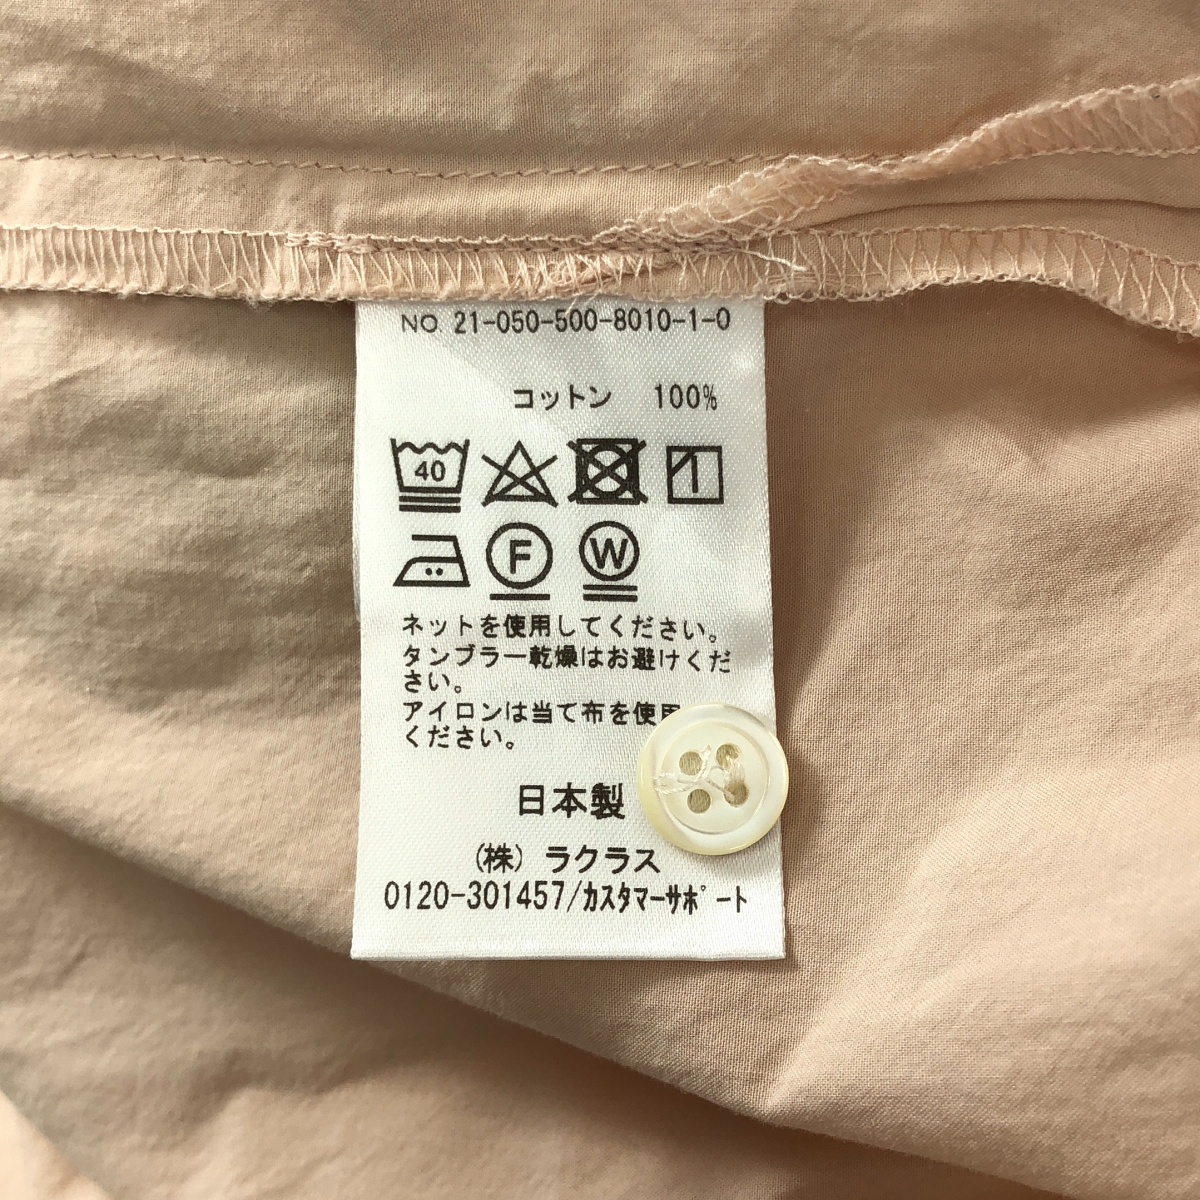 NO. 21-050-500-8010-1-0
コットン 100%
40
F W
ネットを使用してください。
タンブラー乾燥はお避けくだ
さい。
アイロンは当て布を使用
ください。
日本製
(株) ラクラス
0120-301457/カスタマーサポート